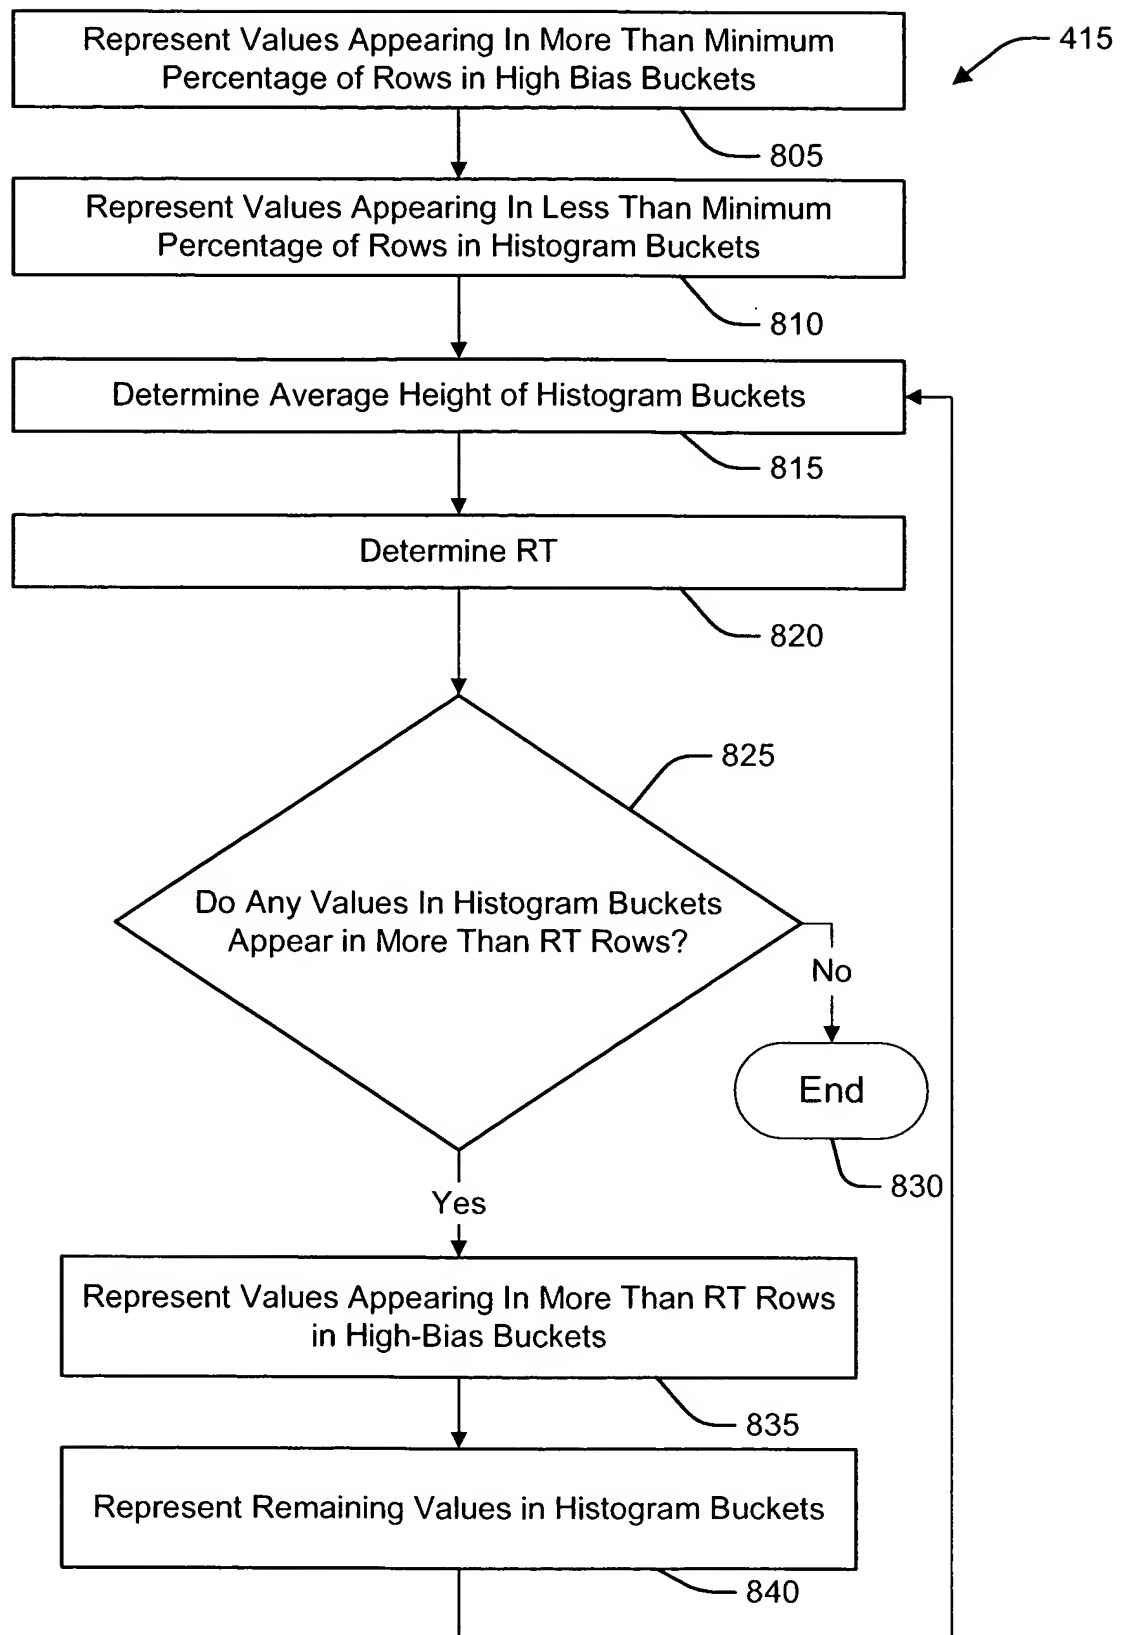 Represent Values Appearing In More Than Minimum
Percentage of Rows in High Bias Buckets
415
805
Represent Values Appearing In Less Than Minimum
Percentage of Rows in Histogram Buckets
810
Determine Average Height of Histogram Buckets
815
Determine RT
820
825
Do Any Values In Histogram Buckets
Appear in More Than RT Rows?
No
End
830
Yes
Represent Values Appearing In More Than RT Rows
in High-Bias Buckets
835
Represent Remaining Values in Histogram Buckets
840